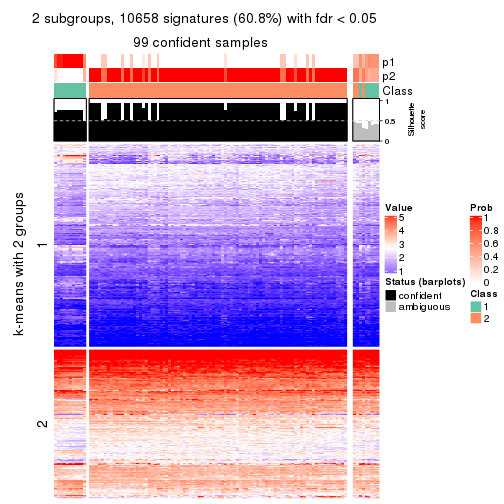 2 subgroups, 10658 signatures (60.8%) with fdr < 0.05
99 confident samples
p1
p2
Class
1
0.5
0
Silhouette
score
k-means with 2 groups
1
2
Value
5
4
3
2
1
Status (barplots)
confident
ambiguous
Prob
1
0.8
0.6
0.4
0.2
0
Class
1
2